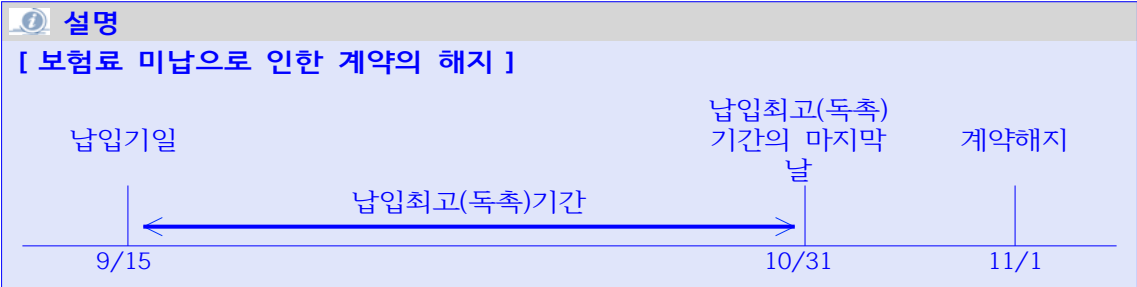 설명
[ 보험료 미납으로 인한 계약의 해지 ]
납입기일
납입최고(독촉)
기간의 마지막
날
계약해지
납입최고(독촉)기간
9/15
10/31
11/1